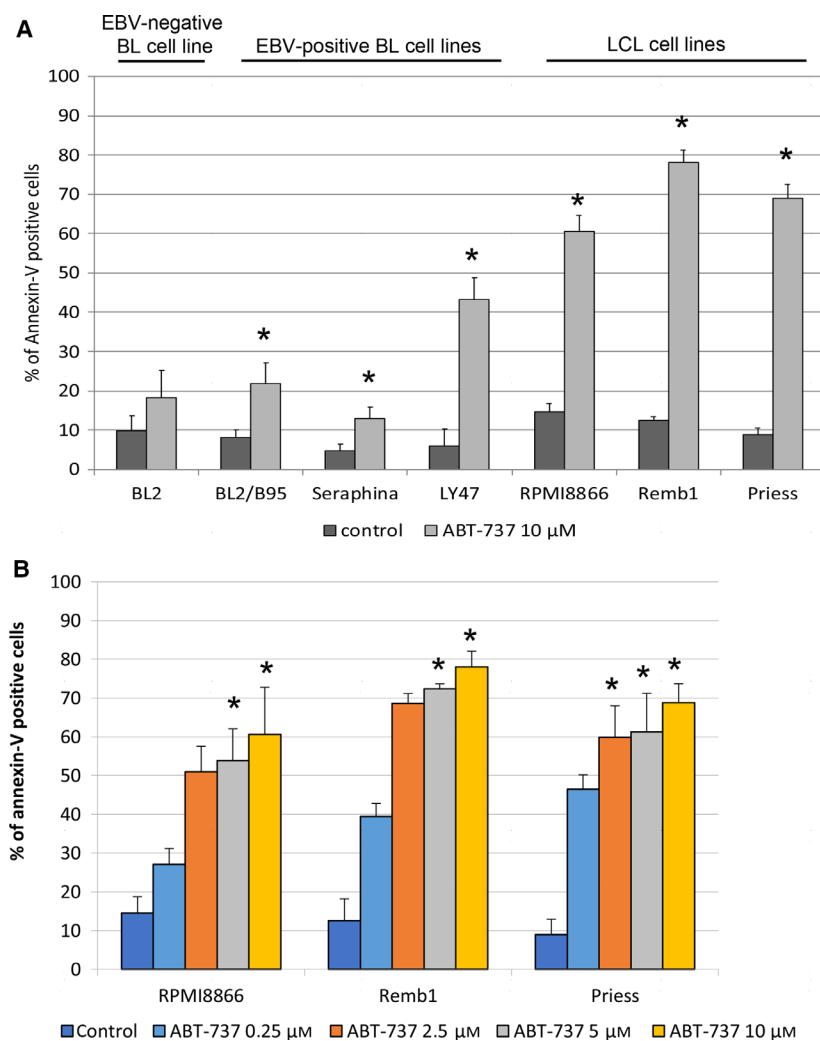 A
EBV-negative
BL cell line
EBV-positive BL cell lines
LCL cell lines
% of Annexin-V positive cells
100
90
80
70
60
50
40
30
20
10
0
*
*
*
*
*
*
BL2
BL2/B95
Seraphina
LY47
RPMI8866
Remb1
Priess
control
ABT-737 10 µM
B
% of annexin-V positive cells
100
90
80
70
60
50
40
30
20
10
0
*
*
*
*
*
*
*
RPMI8866
Remb1
Priess
Control
ABT-737 0.25 µM
ABT-737 2.5 µM
ABT-737 5 µM
ABT-737 10 µM